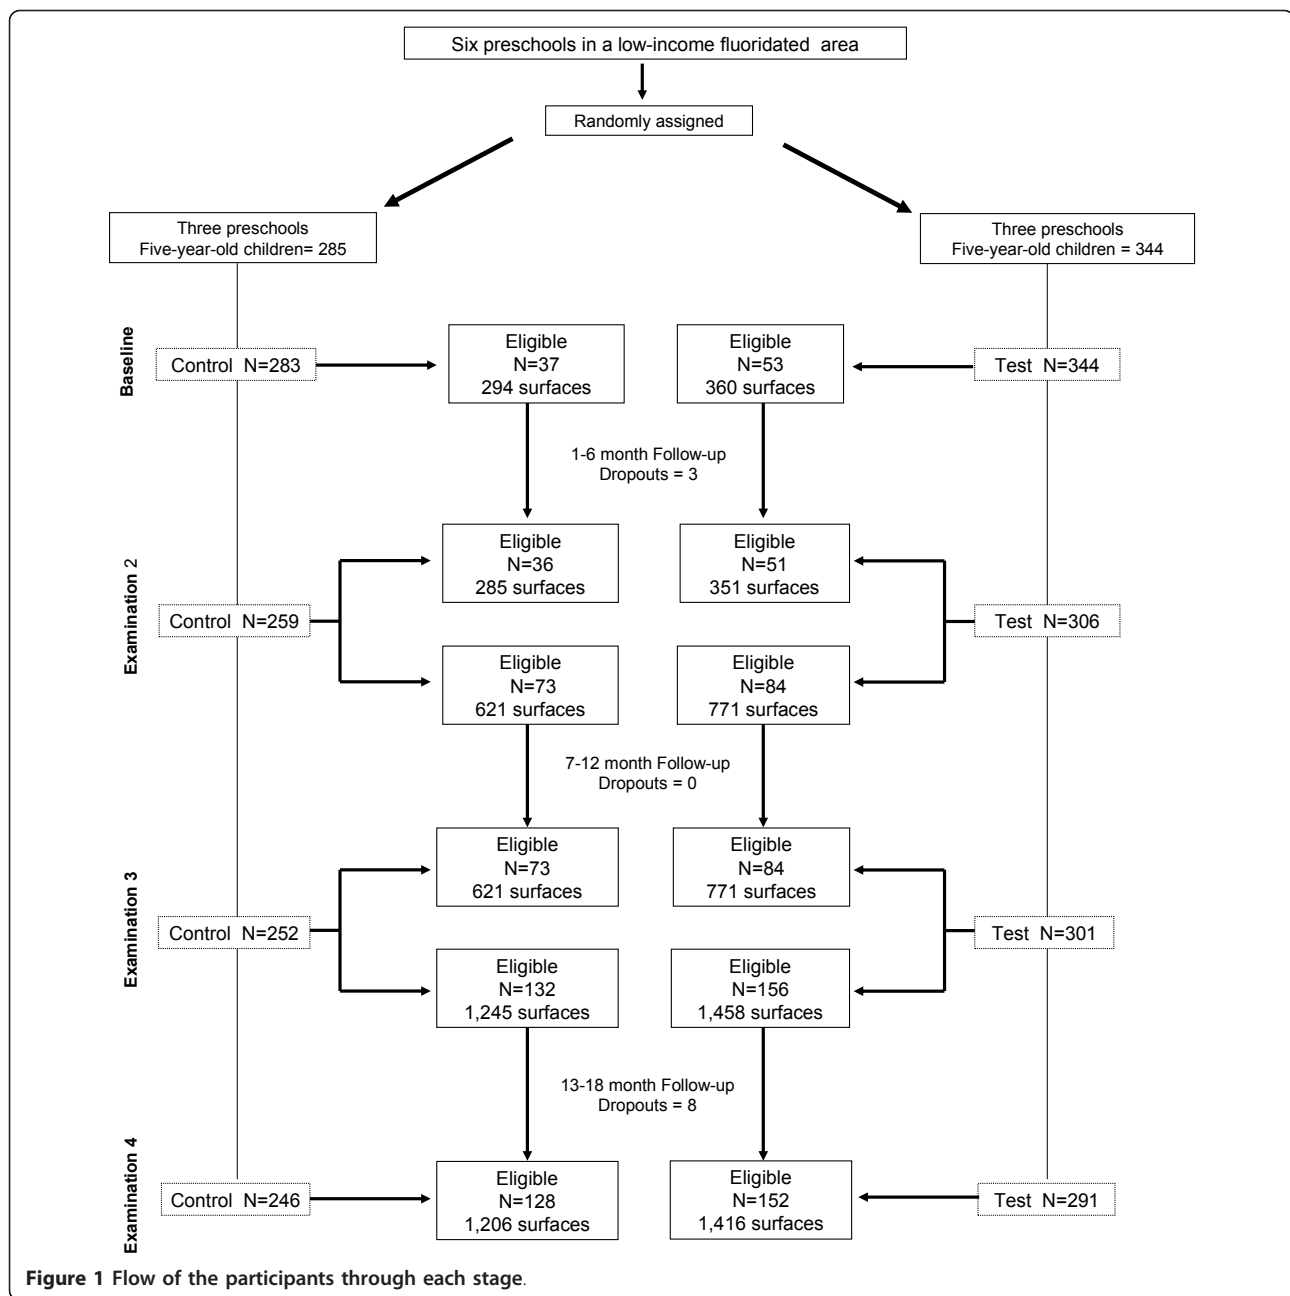 Six preschools in a low-income fluoridated area
Randomly assigned
Three preschools
Five-year-old children= 285
Three preschools
Five-year-old children = 344
Baseline
Control N=283
Eligible
N=37
294 surfaces
Eligible
N=53
360 surfaces
Test N=344
1-6 month Follow-up
Dropouts = 3
Examination 2
Control N=259
Eligible
N=36
285 surfaces
Eligible
N=51
351 surfaces
Test N=306
Eligible
N=73
621 surfaces
Eligible
N=84
771 surfaces
7-12 month Follow-up
Dropouts = 0
Examination 3
Control N=252
Eligible
N=73
621 surfaces
Eligible
N=84
771 surfaces
Test N=301
Eligible
N=132
1,245 surfaces
Eligible
N=156
1,458 surfaces
13-18 month Follow-up
Dropouts = 8
Examination 4
Control N=246
Eligible
N=128
1,206 surfaces
Eligible
N=152
1,416 surfaces
Test N=291
Figure 1 Flow of the participants through each stage.